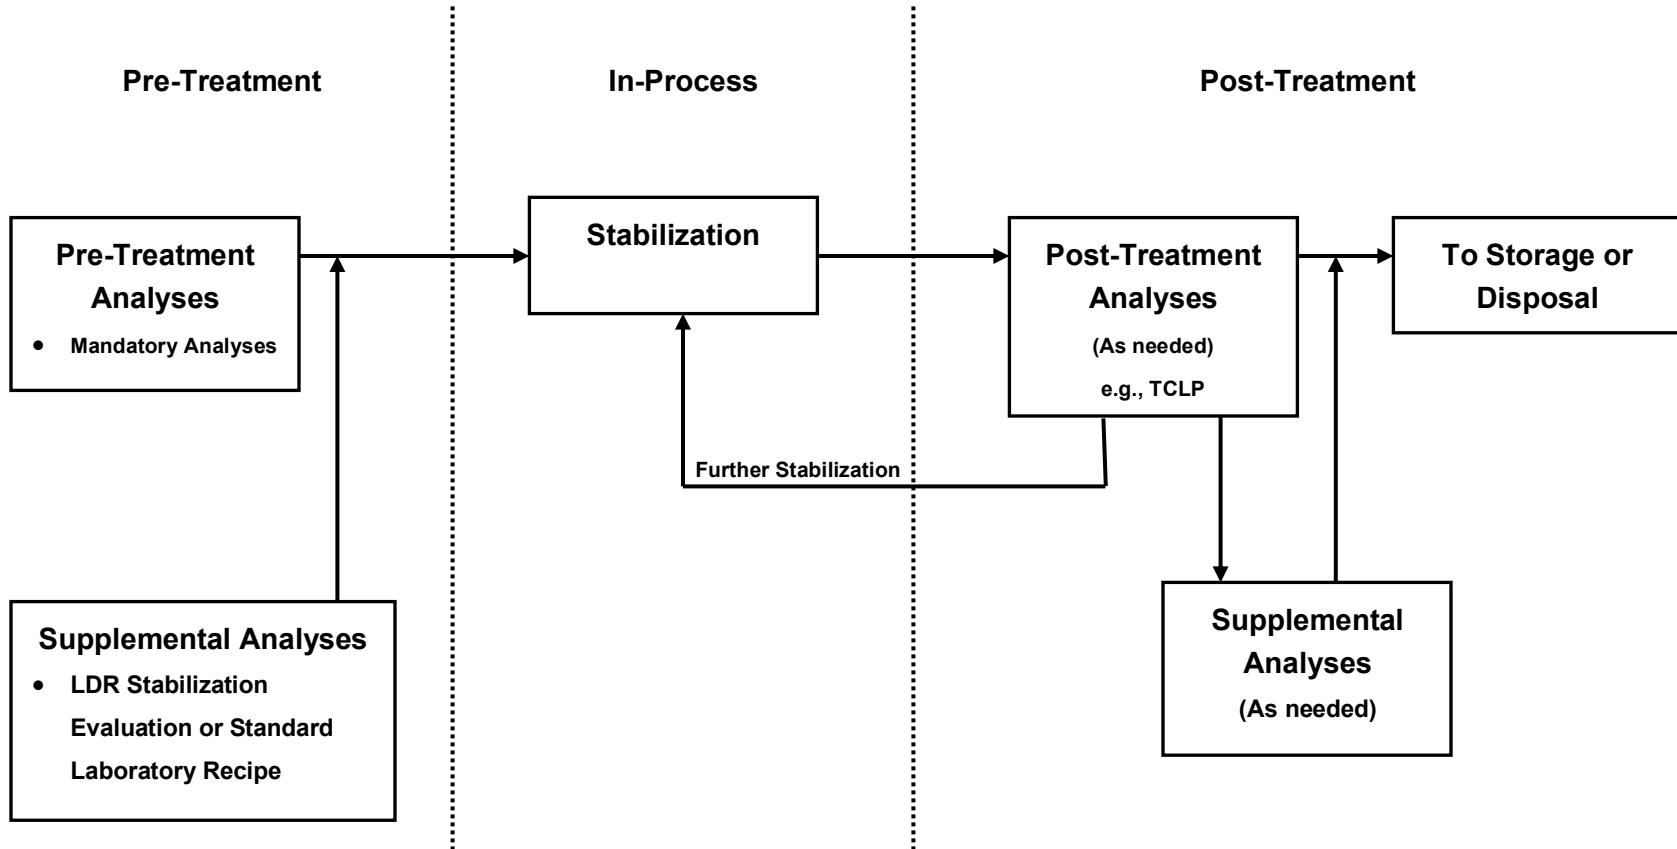 Pre-Treatment
In-Process
Post-Treatment
Pre-Treatment
Analyses
• Mandatory Analyses
Stabilization
Post-Treatment
Analyses
(As needed)
e.g., TCLP
To Storage or
Disposal
Further Stabilization
Supplemental Analyses
• LDR Stabilization
Evaluation or Standard
Laboratory Recipe
Supplemental
Analyses
(As needed)